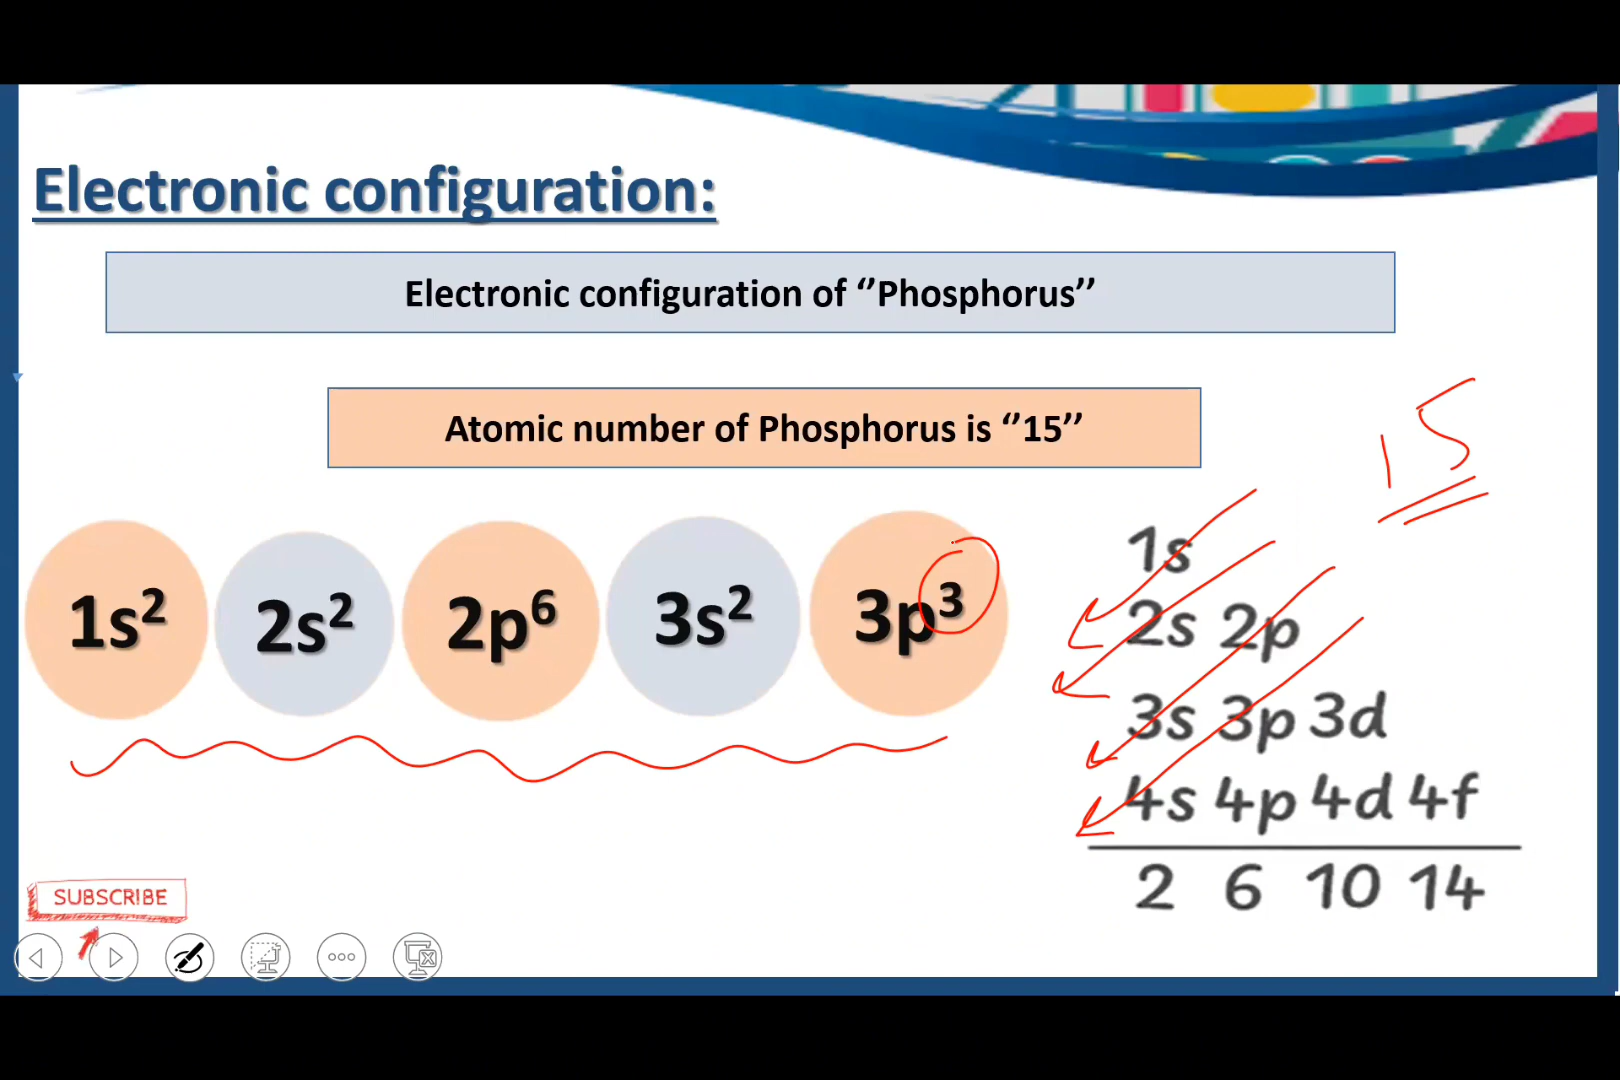 Electronic configuration:
Electronic configuration of ‘’Phosphorus’’
Atomic number of Phosphorus is ‘’15’’
15
1s² 2s² 2p⁶ 3s² 3p³
1s
2s 2p
3s 3p 3d
4s 4p 4d 4f
2 6 10 14
SUBSCRIBE